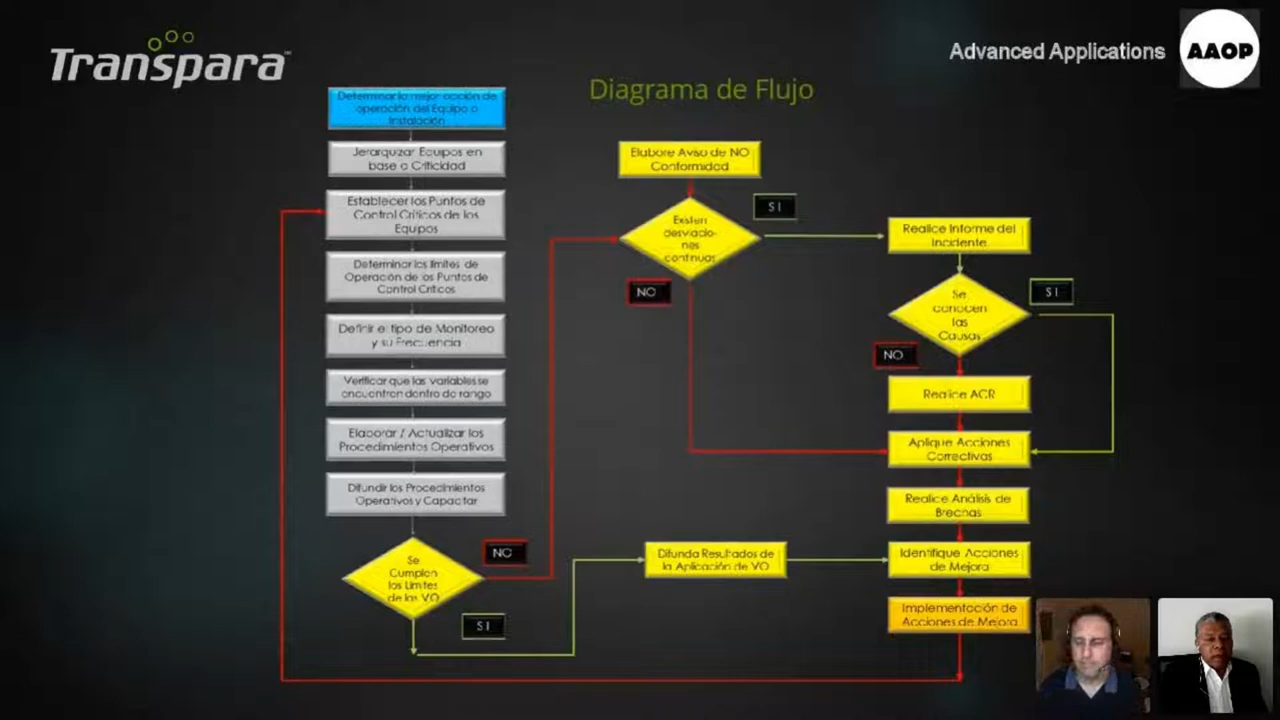 Transpara
Advanced Applications
AAOP
Diagrama de Flujo
Determinar la mejor opción de
operación del Equipo o
Instalación
Jerarquizar Equipos en
base a Criticidad
Establecer los Puntos de
Control Críticos de los
Equipos
Determinar los límites de
Operación de los Puntos de
Control Críticos
Definir el tipo de Monitoreo
y su Frecuencia
Verificar que las variables se
encuentren dentro de rango
Elaborar / Actualizar los
Procedimientos Operativos
Difundir los Procedimientos
Operativos y Capacitar
Se
Cumplen
los Límites
de las VO
NO
SI
Elabore Aviso de NO
Conformidad
Existen
desviacio-
nes
continuas
SI
NO
Realice Informe del
Incidente
Se
conocen
las
Causas
SI
NO
Realice ACR
Aplique Acciones
Correctivas
Realice Análisis de
Brechas
Difunda Resultados de
la Aplicación de VO
Identifique Acciones
de Mejora
Implementación de
Acciones de Mejora